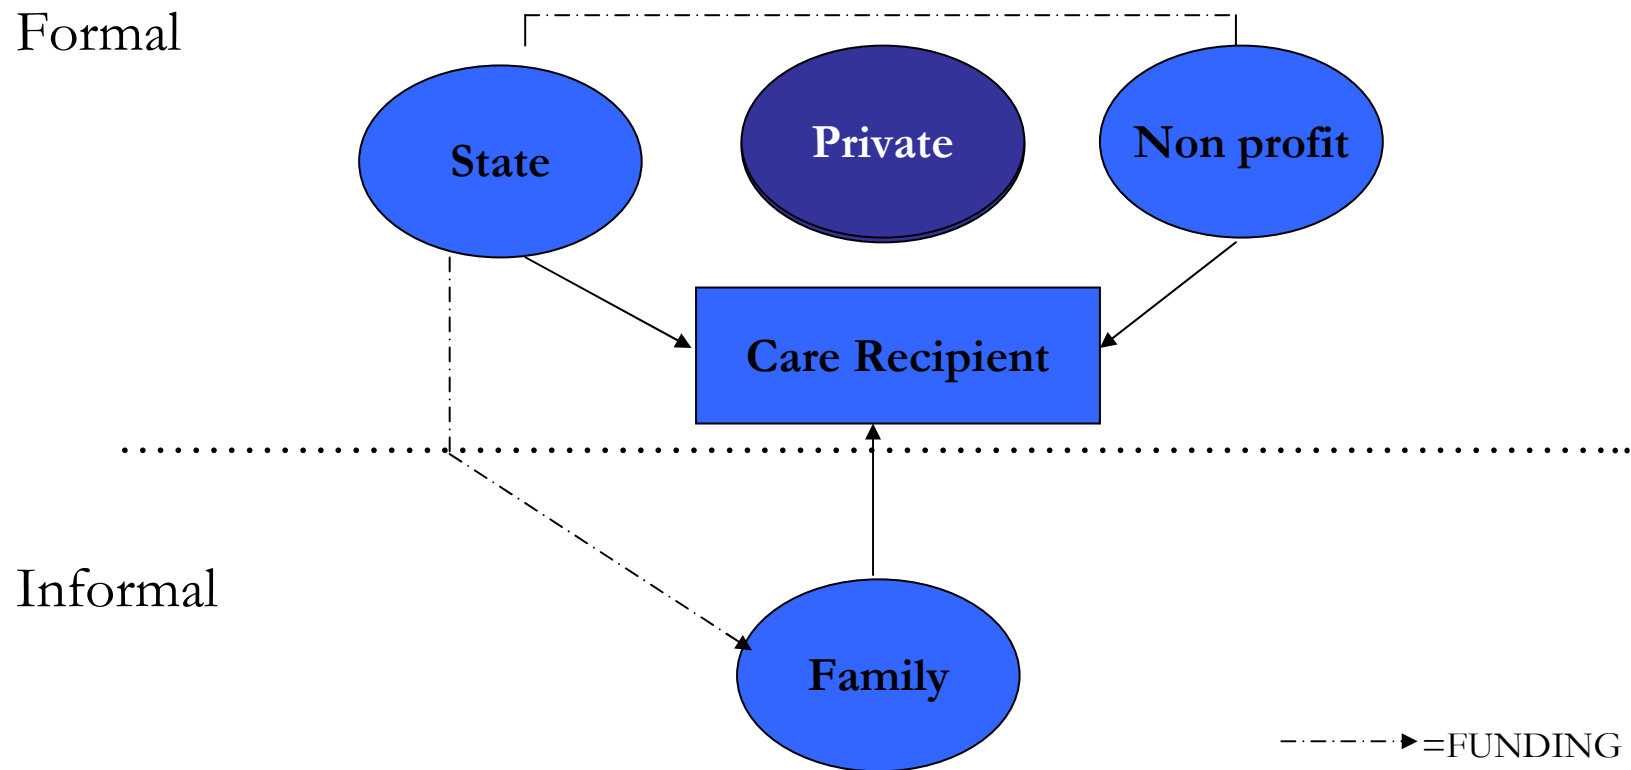 Formal
State
Private
Non profit
Care Recipient
Informal
Family
=FUNDING